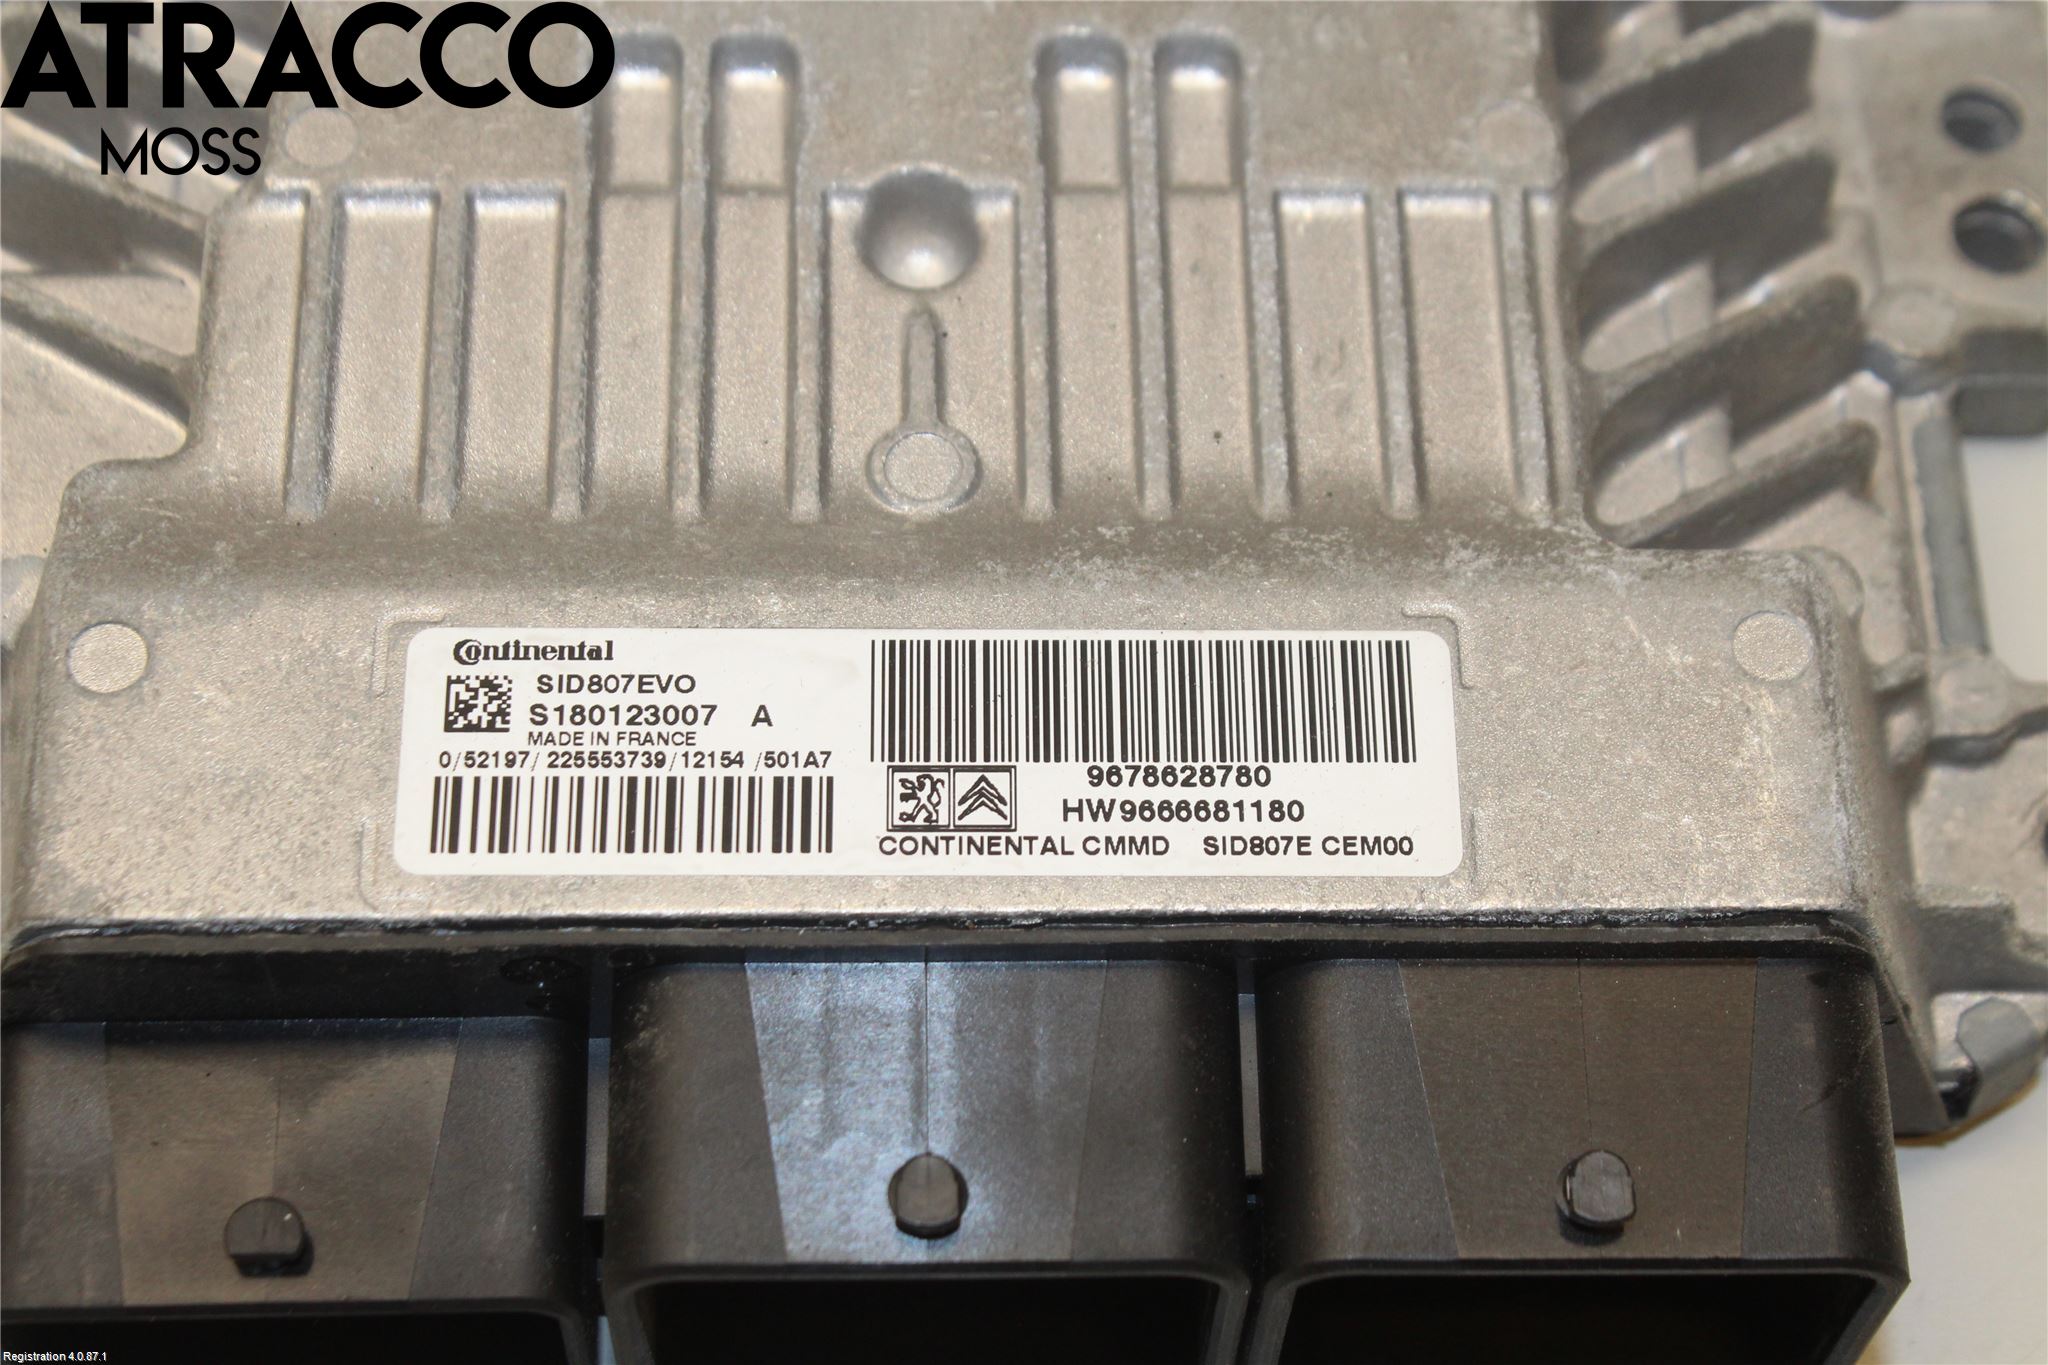 ATRACCO
MOSS
Continental
SID807EVO
S180123007 A
MADE IN FRANCE
0/52197/225553739/12154/501A7
9678628780
HW9666681180
CONTINENTAL CMMD SID807E CEM00
Registration 4.0.87.1